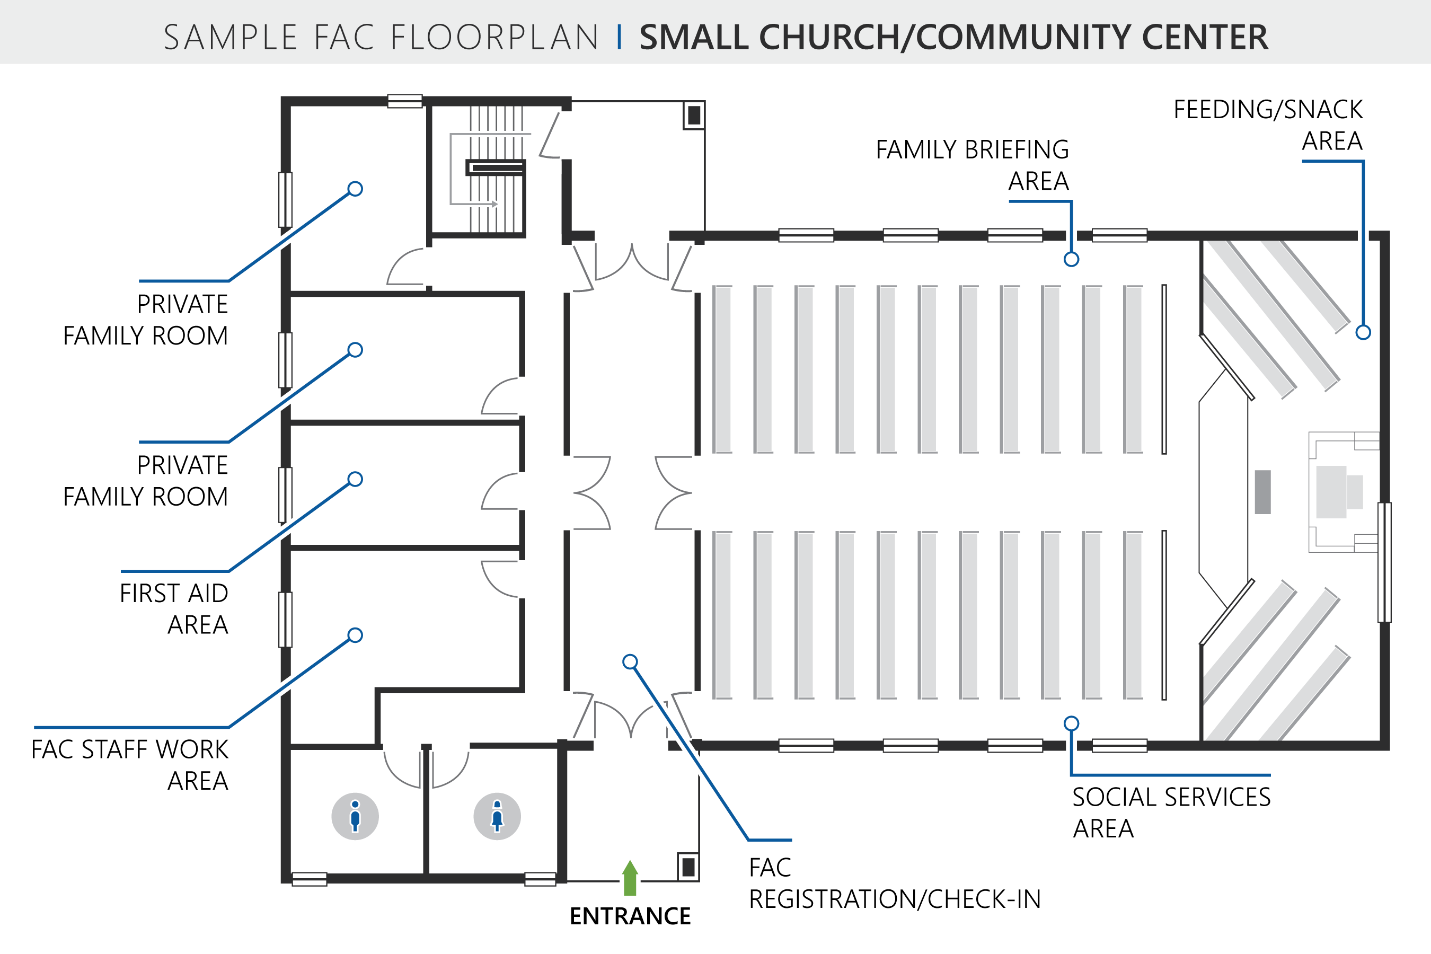 SAMPLE FAC FLOORPLAN | SMALL CHURCH/COMMUNITY CENTER
FEEDING/SNACK
AREA
FAMILY BRIEFING
AREA
PRIVATE
FAMILY ROOM
PRIVATE
FAMILY ROOM
FIRST AID
AREA
FAC STAFF WORK
AREA
SOCIAL SERVICES
AREA
FAC
REGISTRATION/CHECK-IN
ENTRANCE